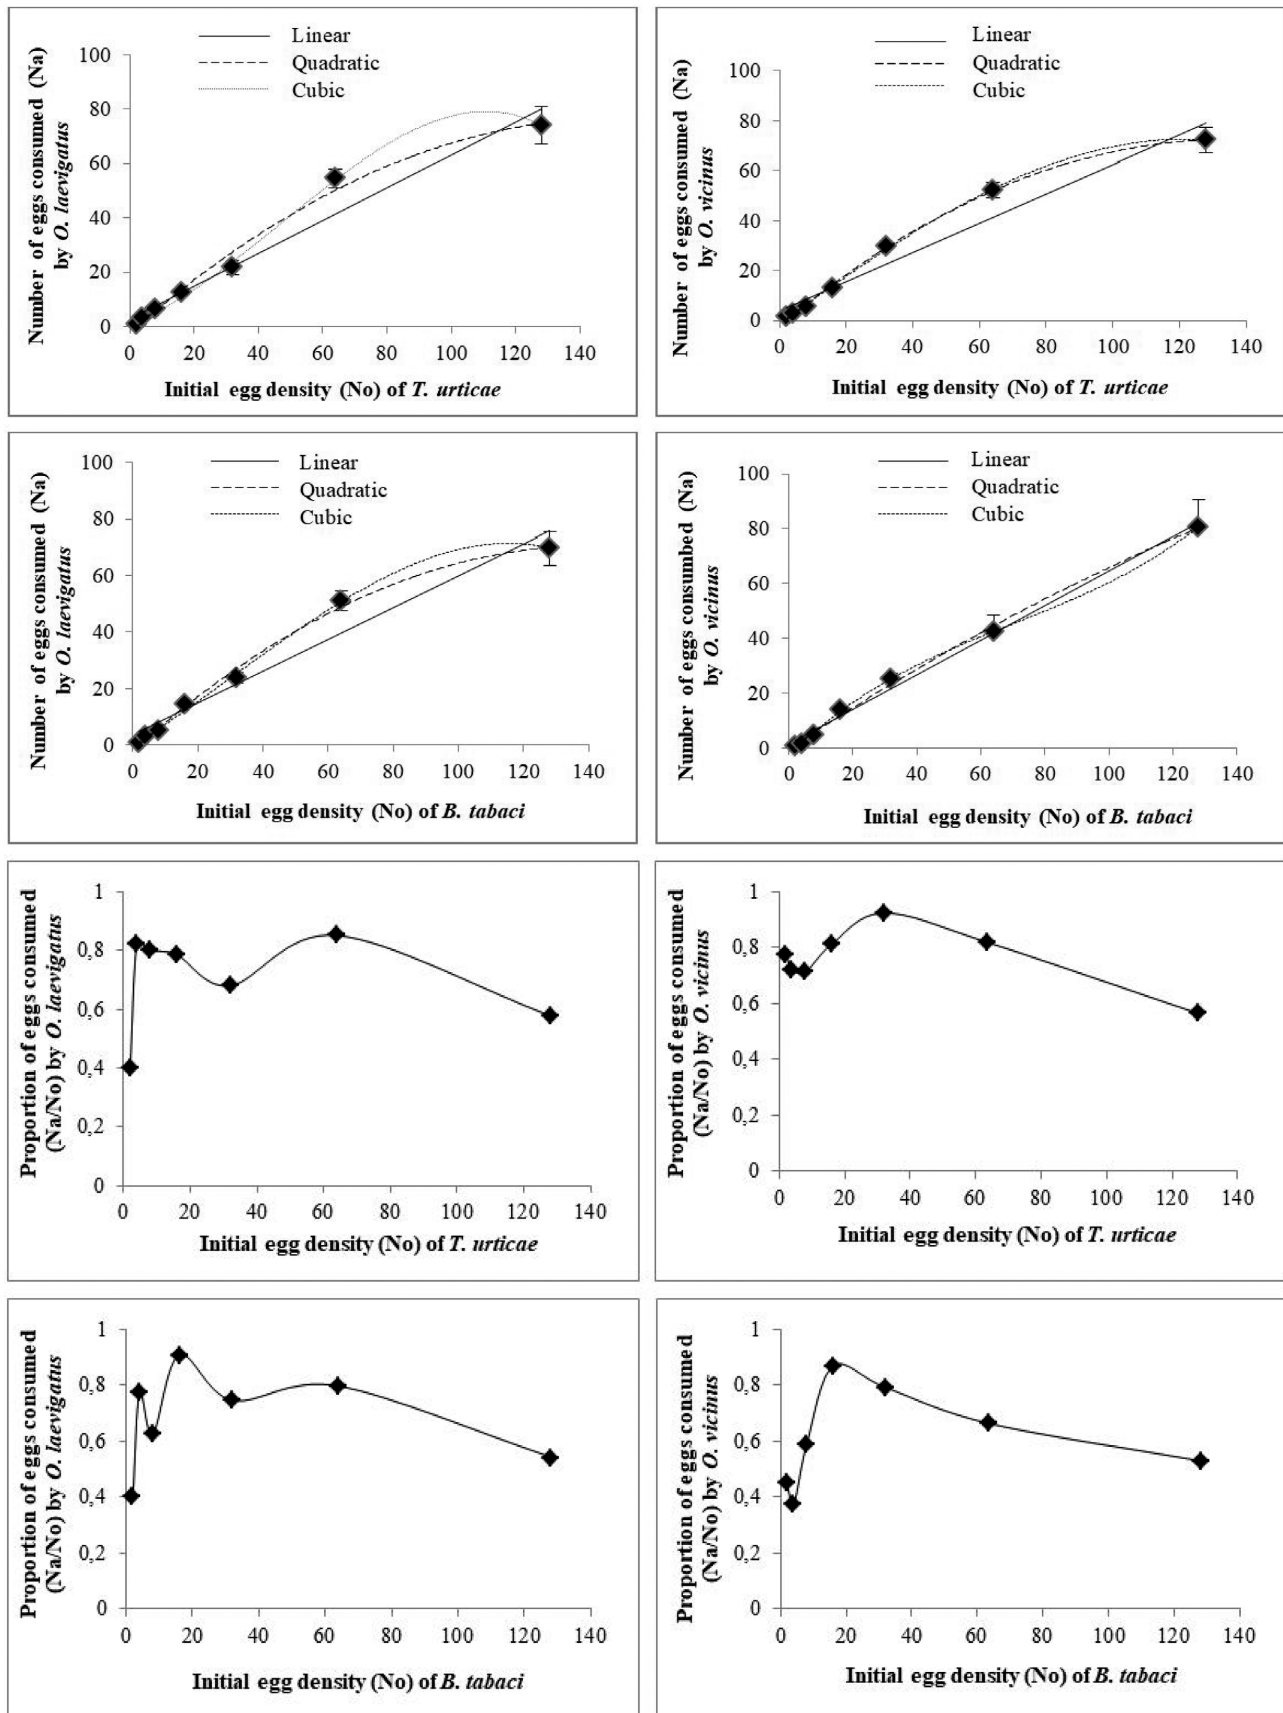 Linear
Quadratic
Cubic
Number of eggs consumed (Na)
by O. laevigatus
100
80
60
40
20
0
0 20 40 60 80 100 120 140
Initial egg density (No) of T. urticae
Linear
Quadratic
Cubic
Number of eggs consumed (Na)
by O. vicinus
100
80
60
40
20
0
0 20 40 60 80 100 120 140
Initial egg density (No) of T. urticae
Linear
Quadratic
Cubic
Number of eggs consumed (Na)
by O. laevigatus
100
80
60
40
20
0
0 20 40 60 80 100 120 140
Initial egg density (No) of B. tabaci
Linear
Quadratic
Cubic
Number of eggs consumbed (Na)
by O. vicinus
100
80
60
40
20
0
0 20 40 60 80 100 120 140
Initial egg density (No) of B. tabaci
Proportion of eggs consumed
(Na/No) by O. laevigatus
1
0,8
0,6
0,4
0,2
0
0 20 40 60 80 100 120 140
Initial egg density (No) of T. urticae
Proportion of eggs consumed
(Na/No) by O. vicinus
1
0,8
0,6
0,4
0,2
0
0 20 40 60 80 100 120 140
Initial egg density (No) of T. urticae
Proportion of eggs consumed
(Na/No) by O. laevigatus
1
0,8
0,6
0,4
0,2
0
0 20 40 60 80 100 120 140
Initial egg density (No) of B. tabaci
Proportion of eggs consumed
(Na/No) by O. vicinus
1
0,8
0,6
0,4
0,2
0
0 20 40 60 80 100 120 140
Initial egg density (No) of B. tabaci